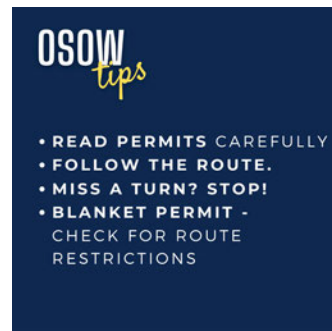 OSOW
tips
• READ PERMITS CAREFULLY
• FOLLOW THE ROUTE.
• MISS A TURN? STOP!
• BLANKET PERMIT -
CHECK FOR ROUTE
RESTRICTIONS